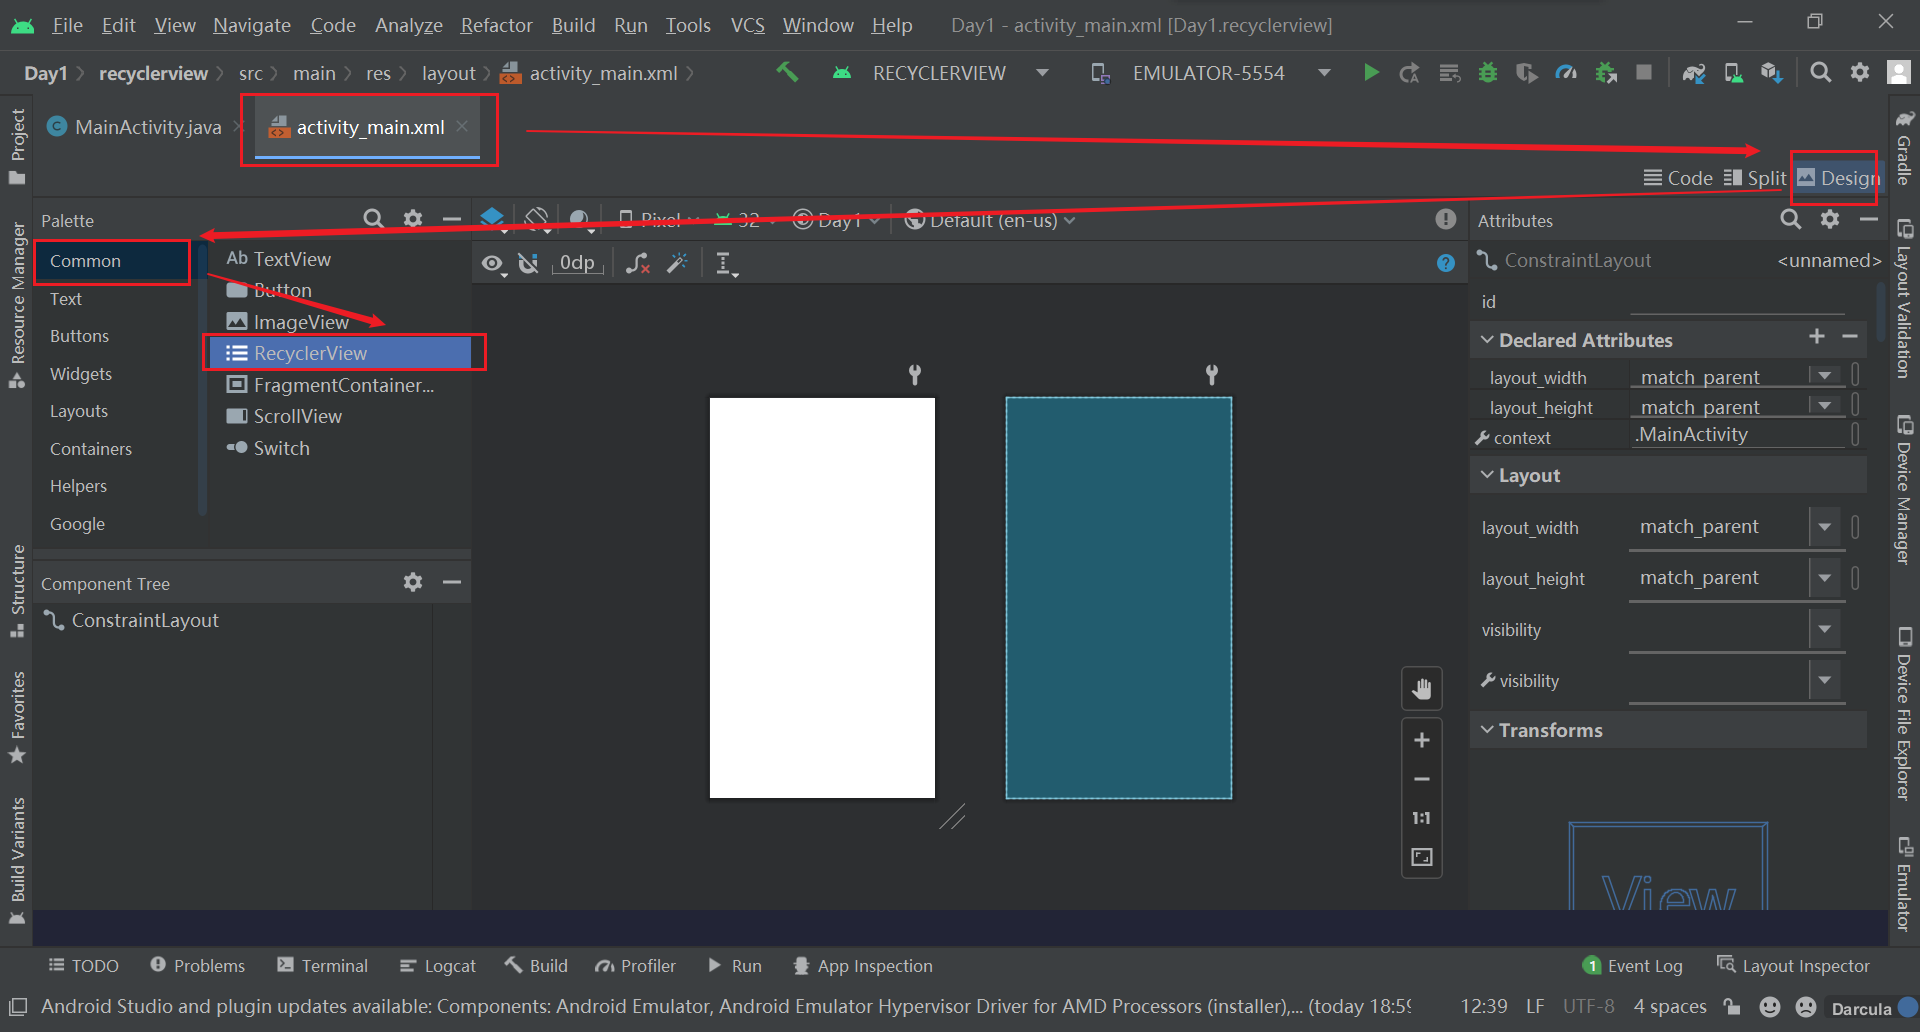 File Edit View Navigate Code Analyze Refactor Build Run Tools VCS Window Help Day1 - activity_main.xml [Day1.recyclerview]
Day1 recyclerview src main res layout activity_main.xml RECYCLERVIEW EMULATOR-5554
MainActivity.java activity_main.xml
Code Split Design
Project
Resource Manager
Structure
Favorites
Build Variants
Palette
Common
Text
Buttons
Widgets
Layouts
Containers
Helpers
Google
Ab TextView
Button
ImageView
RecyclerView
FragmentContainer...
ScrollView
Switch
Component Tree
ConstraintLayout
Pixel 32 Day1 Default (en-us)
0dp
1:1
Attributes
ConstraintLayout <unnamed>
id
Declared Attributes
layout_width match_parent
layout_height match_parent
context .MainActivity
Layout
layout_width match_parent
layout_height match_parent
visibility
visibility
Transforms
View
Gradle
Layout Validation
Device Manager
Device File Explorer
Emulator
TODO Problems Terminal Logcat Build Profiler Run App Inspection 1 Event Log Layout Inspector
Android Studio and plugin updates available: Components: Android Emulator, Android Emulator Hypervisor Driver for AMD Processors (installer),... (today 18:59 12:39 LF UTF-8 4 spaces Darcula